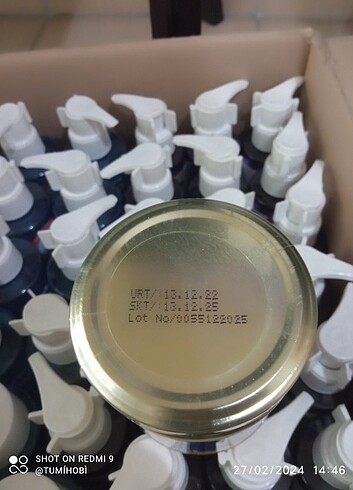 URT/:13.12.22
SKT/:13.12.25
Lot No/0055122025
SHOT ON REDMI 9
@TUMİHOBİ
27/02/2024 14:46